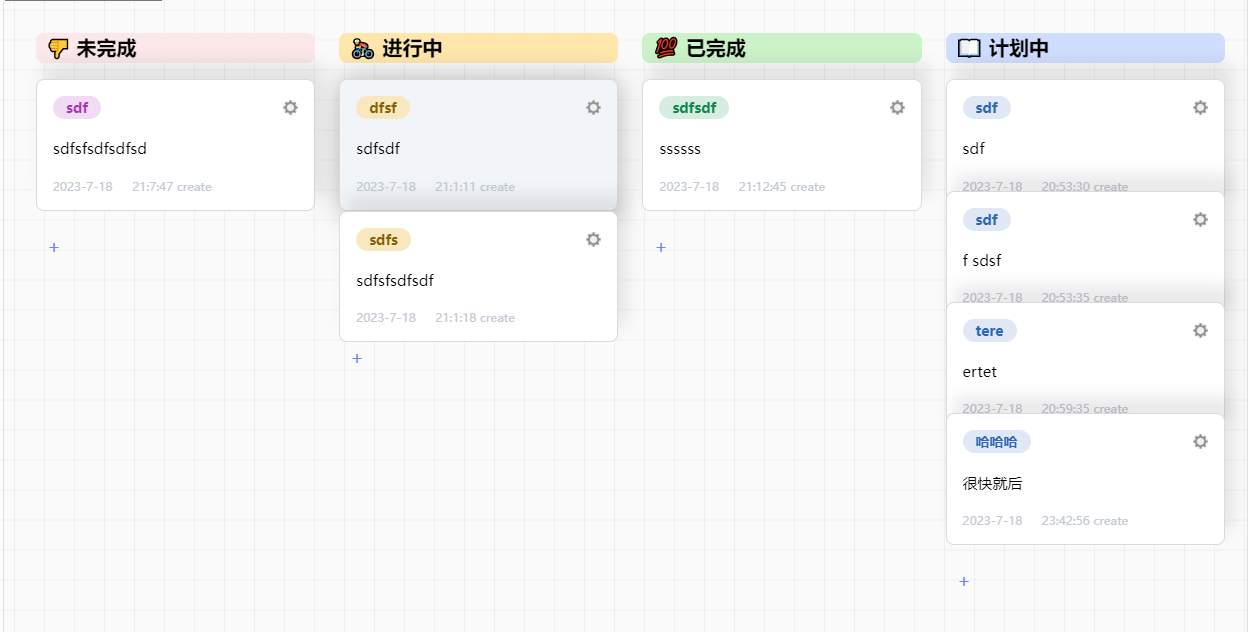 未完成
sdf
sdfsfsdfsdfsd
2023-7-18 21:7:47 create
+
进行中
dfsf
sdfsdf
2023-7-18 21:1:11 create
sdfs
sdfsfsdfsdf
2023-7-18 21:1:18 create
+
已完成
sdfsdf
ssssss
2023-7-18 21:12:45 create
+
计划中
sdf
sdf
2023-7-18 20:53:30 create
sdf
f sdsf
2023-7-18 20:53:35 create
tere
ertet
2023-7-18 20:59:35 create
哈哈哈
很快就后
2023-7-18 23:42:56 create
+